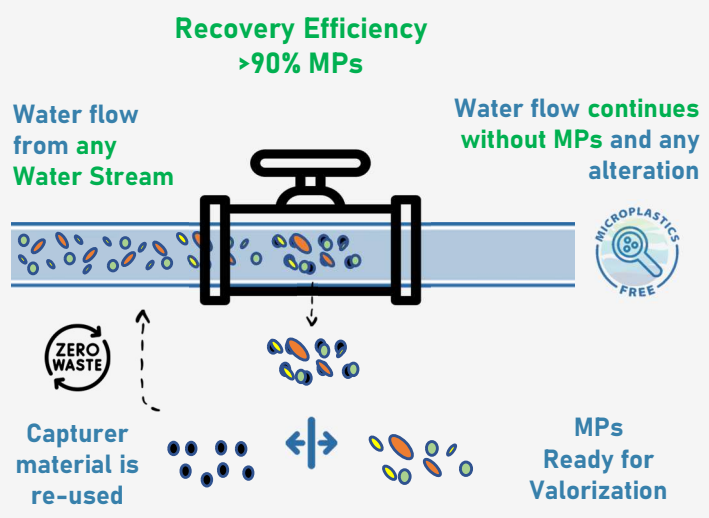 Recovery Efficiency
>90% MPs
Water flow
from any
Water Stream
Water flow continues
without MPs and any
alteration
MICROPLASTICS
FREE
ZERO
WASTE
Capturer
material is
re-used
MPs
Ready for
Valorization